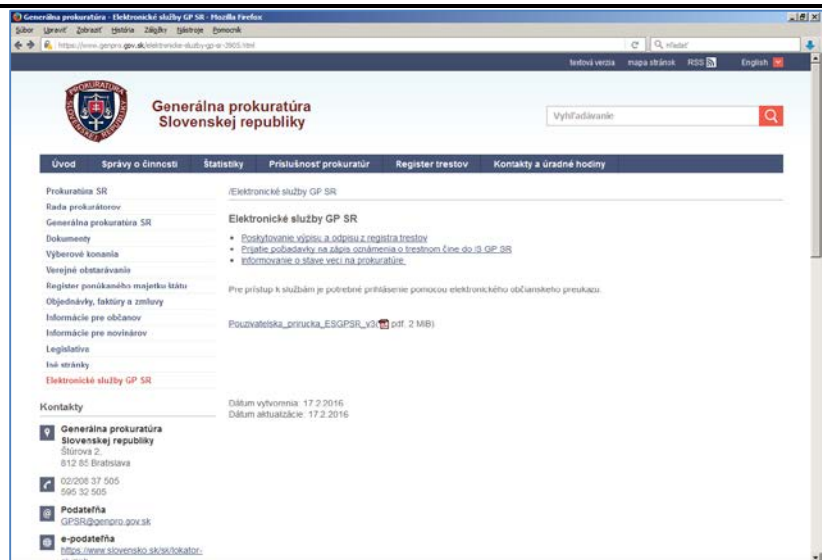 Generálna prokuratúra - Elektronické služby GP SR - Mozilla Firefox
Súbor Upraviť Zobraziť História Záložky Nástroje Pomocník
https://www.genpro.gov.sk/elektronicke-sluzby-gp-sr-3905.html
Hľadať
textová verzia mapa stránok RSS English
PROKURATÚRA
SLOVENSKEJ REPUBLIKY
Generálna prokuratúra
Slovenskej republiky
Vyhľadávanie
Úvod Správy o činnosti Štatistiky Príslušnosť prokuratúr Register trestov Kontakty a úradné hodiny
Prokuratúra SR
Rada prokurátorov
Generálna prokuratúra SR
Dokumenty
Výberové konania
Verejné obstarávanie
Register ponúkaného majetku štátu
Objednávky, faktúry a zmluvy
Informácie pre občanov
Informácie pre novinárov
Legislatíva
Iné stránky
Elektronické služby GP SR
/Elektronické služby GP SR
Elektronické služby GP SR
• Poskytovanie výpisu a odpisu z registra trestov
• Prijatie požiadavky na zápis oznámenia o trestnom čine do IS GP SR
• Informovanie o stave veci na prokuratúre
Pre prístup k službám je potrebné prihlásenie pomocou elektronického občianskeho preukazu.
Pouzivatelska_prirucka_ESGPSR_v3( pdf. 2 MiB)
Dátum vytvorenia: 17.2.2016
Dátum aktualizácie: 17.2.2016
Kontakty
Generálna prokuratúra
Slovenskej republiky
Štúrova 2,
812 85 Bratislava
02/208 37 505
595 32 505
Podateľňa
GPSR@genpro.gov.sk
e-podateľňa
https://www.slovensko.sk/sk/lokator-